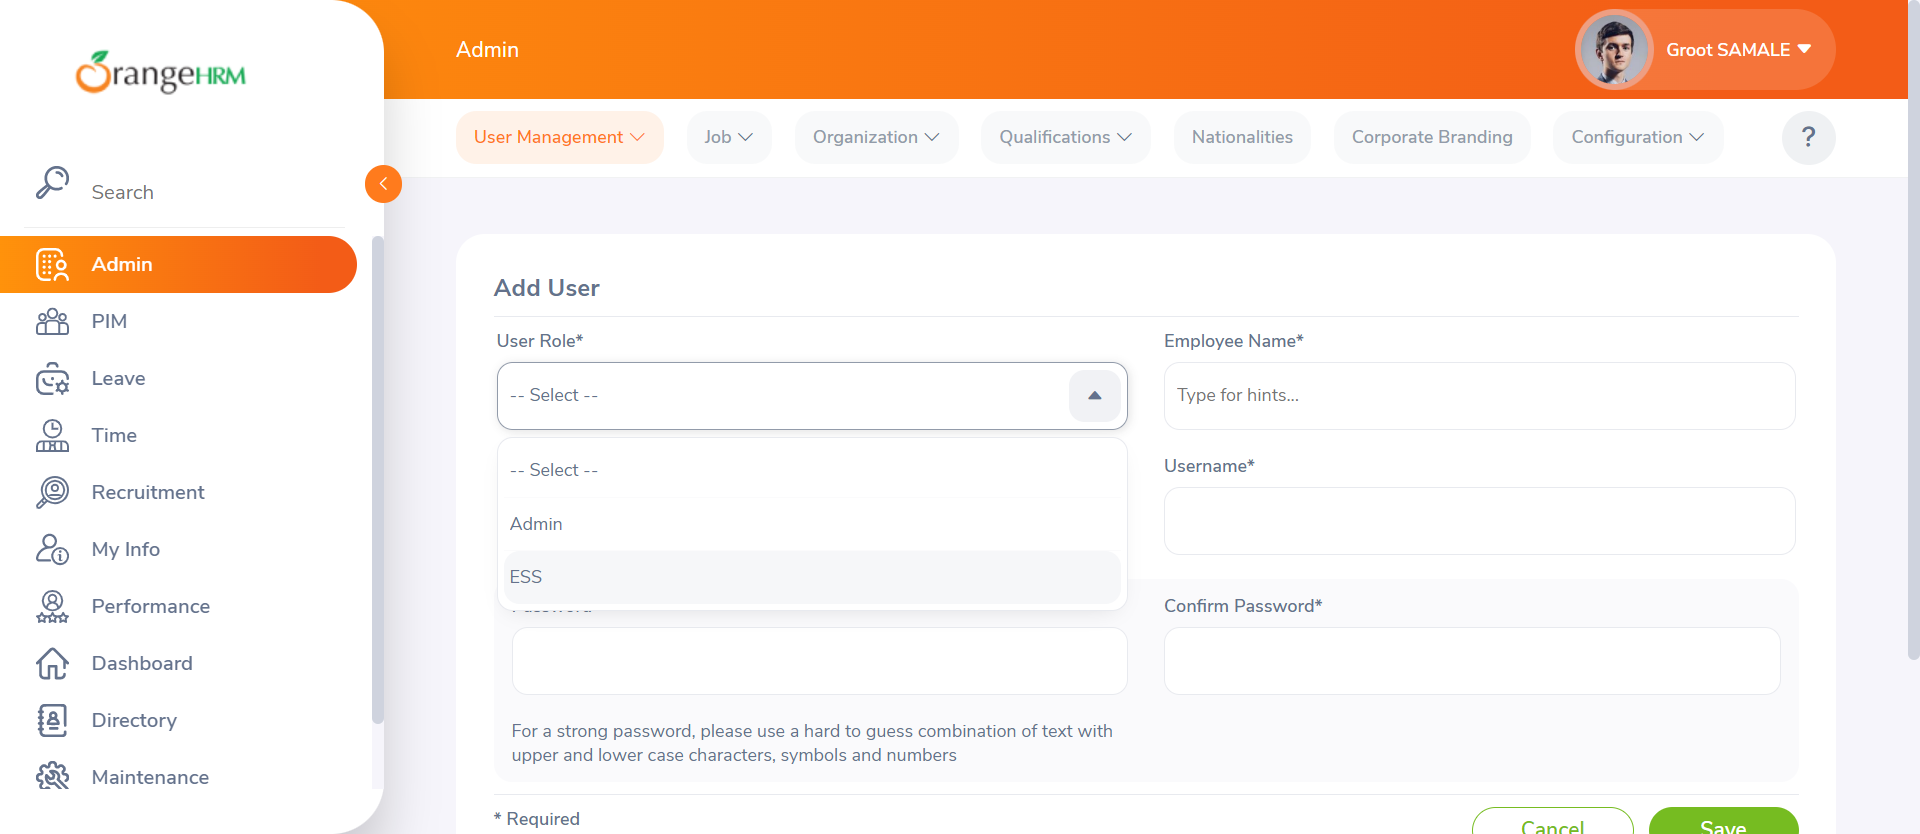 OrangeHRM
Admin
Groot SAMALE
User Management
Job
Organization
Qualifications
Nationalities
Corporate Branding
Configuration
?
Search
Admin
PIM
Leave
Time
Recruitment
My Info
Performance
Dashboard
Directory
Maintenance
Add User
User Role*
-- Select --
-- Select --
Admin
ESS
Employee Name*
Type for hints...
Username*
Confirm Password*
For a strong password, please use a hard to guess combination of text with
upper and lower case characters, symbols and numbers
* Required
Cancel
Save